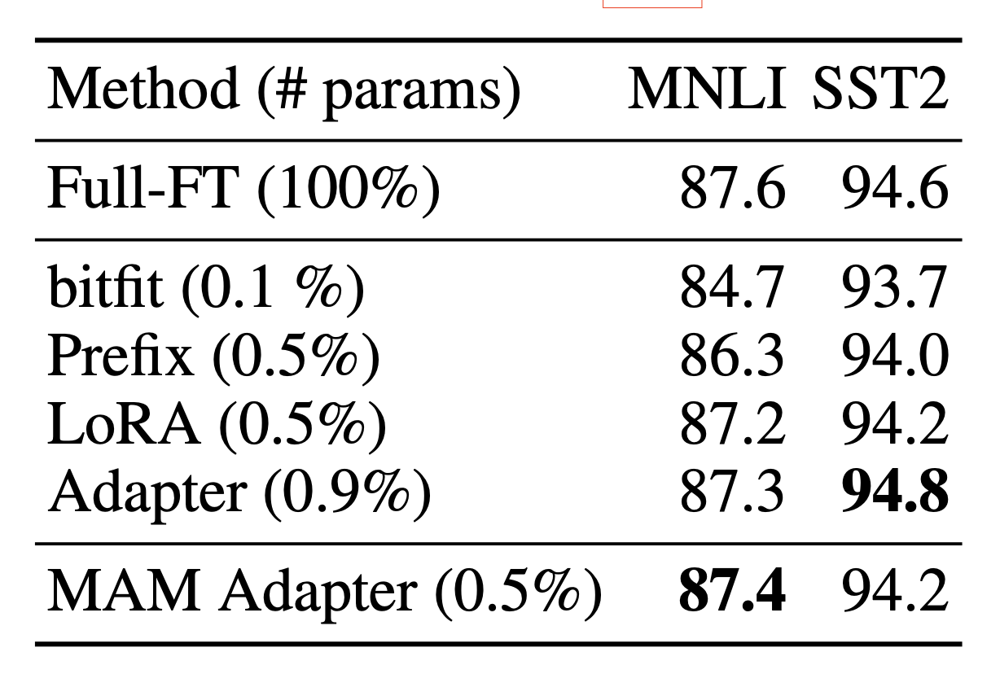 Method (# params) MNLI SST2
Full-FT (100%) 87.6 94.6
bitfit (0.1 %) 84.7 93.7
Prefix (0.5%) 86.3 94.0
LoRA (0.5%) 87.2 94.2
Adapter (0.9%) 87.3 94.8
MAM Adapter (0.5%) 87.4 94.2